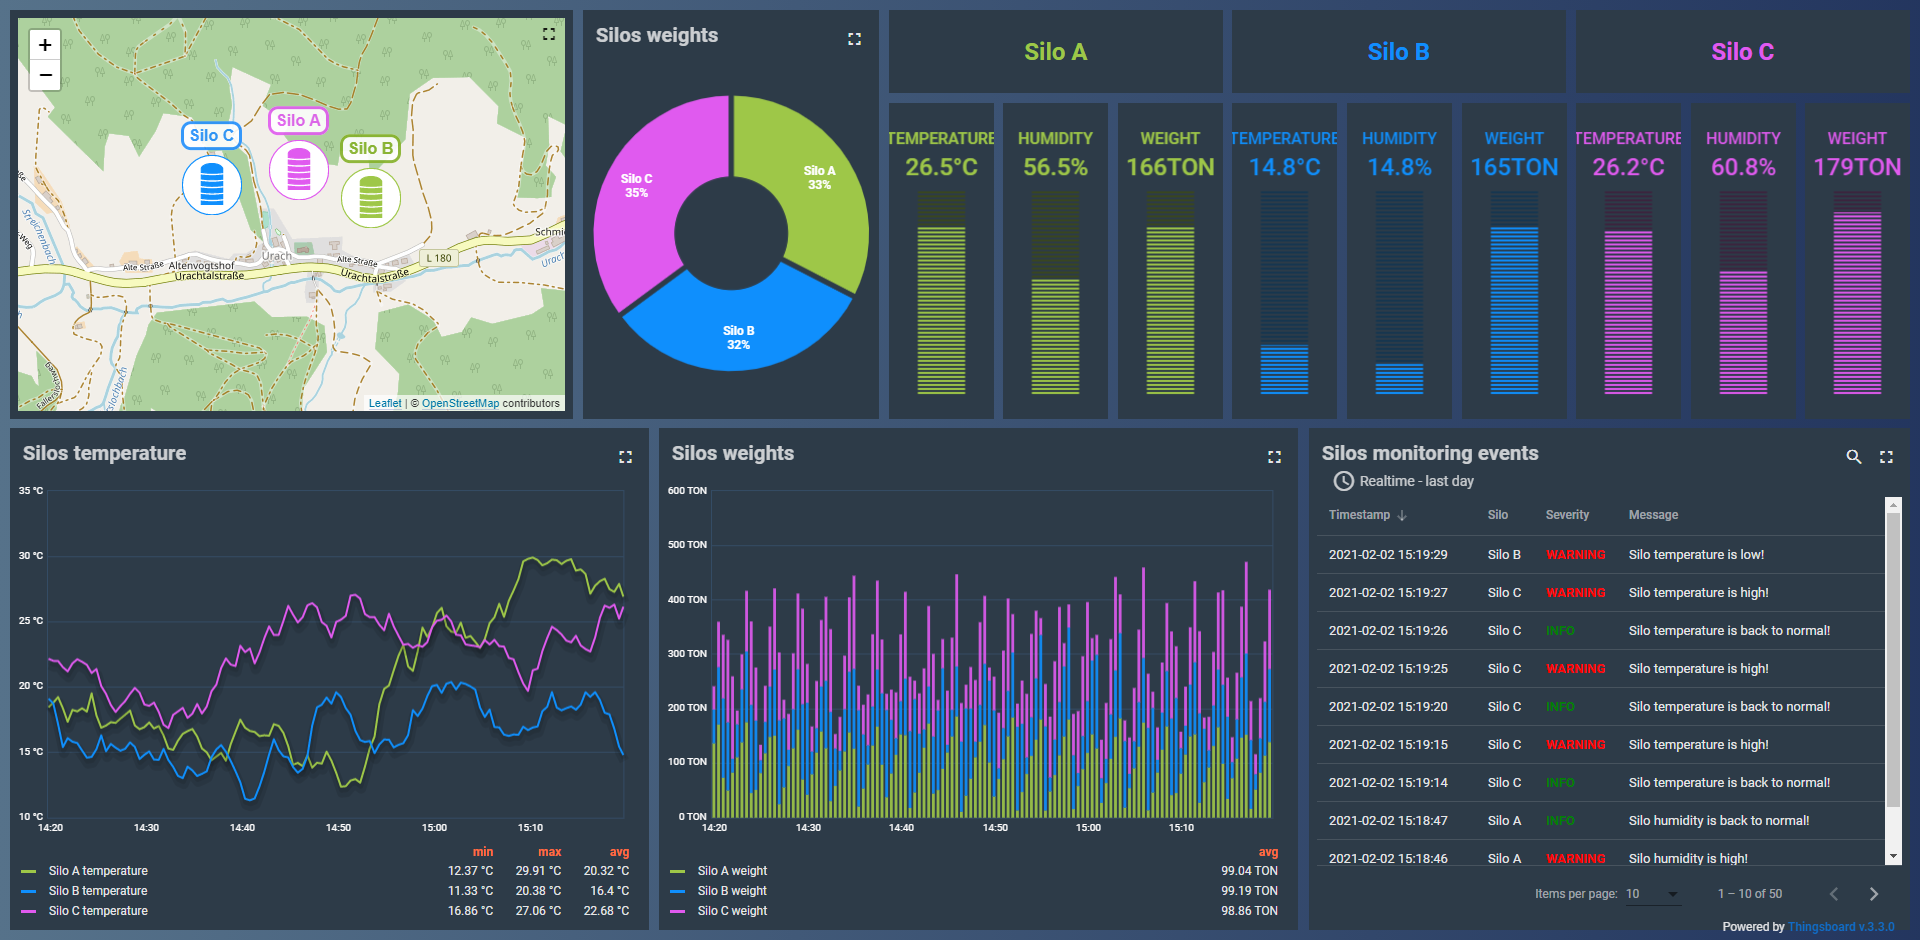 +
−
Silo C
Silo A
Silo B
Schmi
Urach
L 180
Alte Straße
Alte Straße
Altenvogtshof
Urachtalstraße
Urachtalstraße
Streichenbach
Leaflet | © OpenStreetMap contributors
Silos weights
Silo A
33%
Silo C
35%
Silo B
32%
Silo A
TEMPERATURE
26.5°C
HUMIDITY
56.5%
WEIGHT
166TON
Silo B
TEMPERATURE
14.8°C
HUMIDITY
14.8%
WEIGHT
165TON
Silo C
TEMPERATURE
26.2°C
HUMIDITY
60.8%
WEIGHT
179TON
Silos temperature
35 °C
30 °C
25 °C
20 °C
15 °C
10 °C
14:20 14:30 14:40 14:50 15:00 15:10
min max avg
Silo A temperature 12.37 °C 29.91 °C 20.32 °C
Silo B temperature 11.33 °C 20.38 °C 16.4 °C
Silo C temperature 16.86 °C 27.06 °C 22.68 °C
Silos weights
600 TON
500 TON
400 TON
300 TON
200 TON
100 TON
0 TON
14:20 14:30 14:40 14:50 15:00 15:10
avg
Silo A weight 99.04 TON
Silo B weight 99.19 TON
Silo C weight 98.86 TON
Silos monitoring events
Realtime - last day
Timestamp Silo Severity Message
2021-02-02 15:19:29 Silo B WARNING Silo temperature is low!
2021-02-02 15:19:27 Silo C WARNING Silo temperature is high!
2021-02-02 15:19:26 Silo C INFO Silo temperature is back to normal!
2021-02-02 15:19:25 Silo C WARNING Silo temperature is high!
2021-02-02 15:19:20 Silo C INFO Silo temperature is back to normal!
2021-02-02 15:19:15 Silo C WARNING Silo temperature is high!
2021-02-02 15:19:14 Silo C INFO Silo temperature is back to normal!
2021-02-02 15:18:47 Silo A INFO Silo humidity is back to normal!
2021-02-02 15:18:46 Silo A WARNING Silo humidity is high!
Items per page: 10 1 – 10 of 50
Powered by Thingsboard v.3.3.0